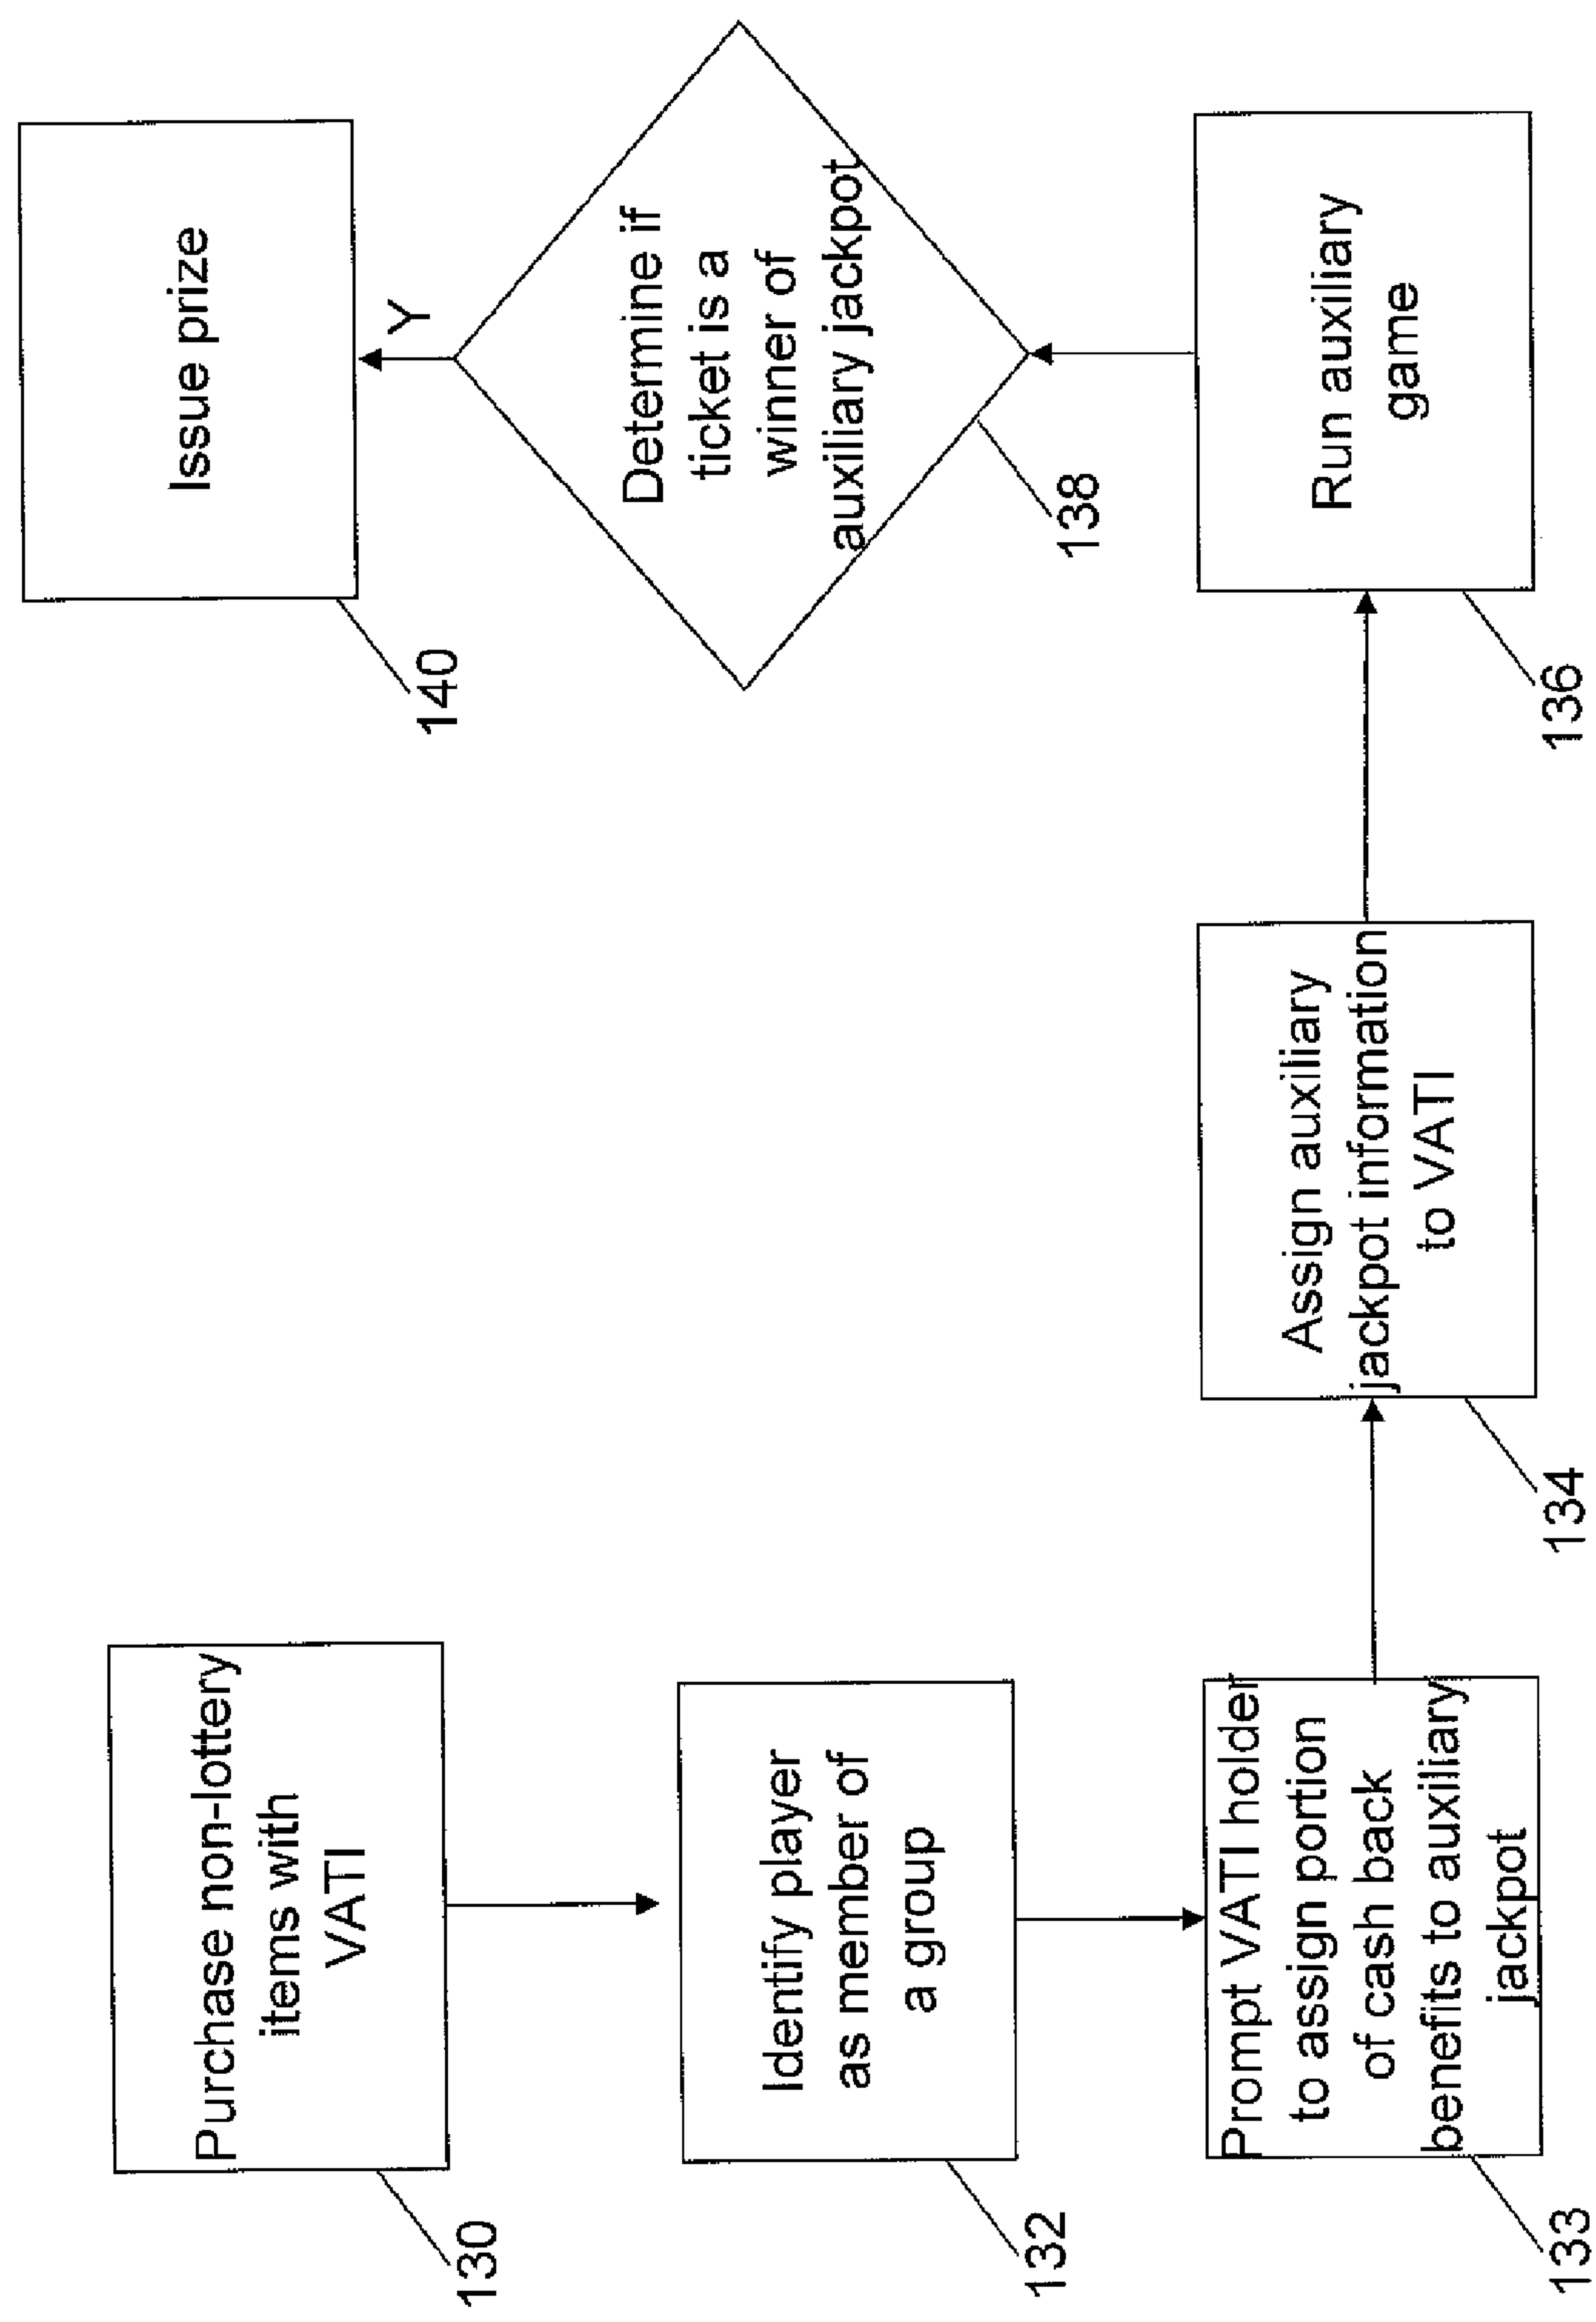 Purchase non-lottery
items with
VATI
130
Identify player
as member of
a group
132
Prompt VATI holder
to assign portion
of cash back
benefits to auxiliary
jackpot
133
Assign auxiliary
jackpot information
to VATI
134
Run auxiliary
game
136
Determine if
ticket is a
winner of
auxiliary jackpot
138
Y
Issue prize
140